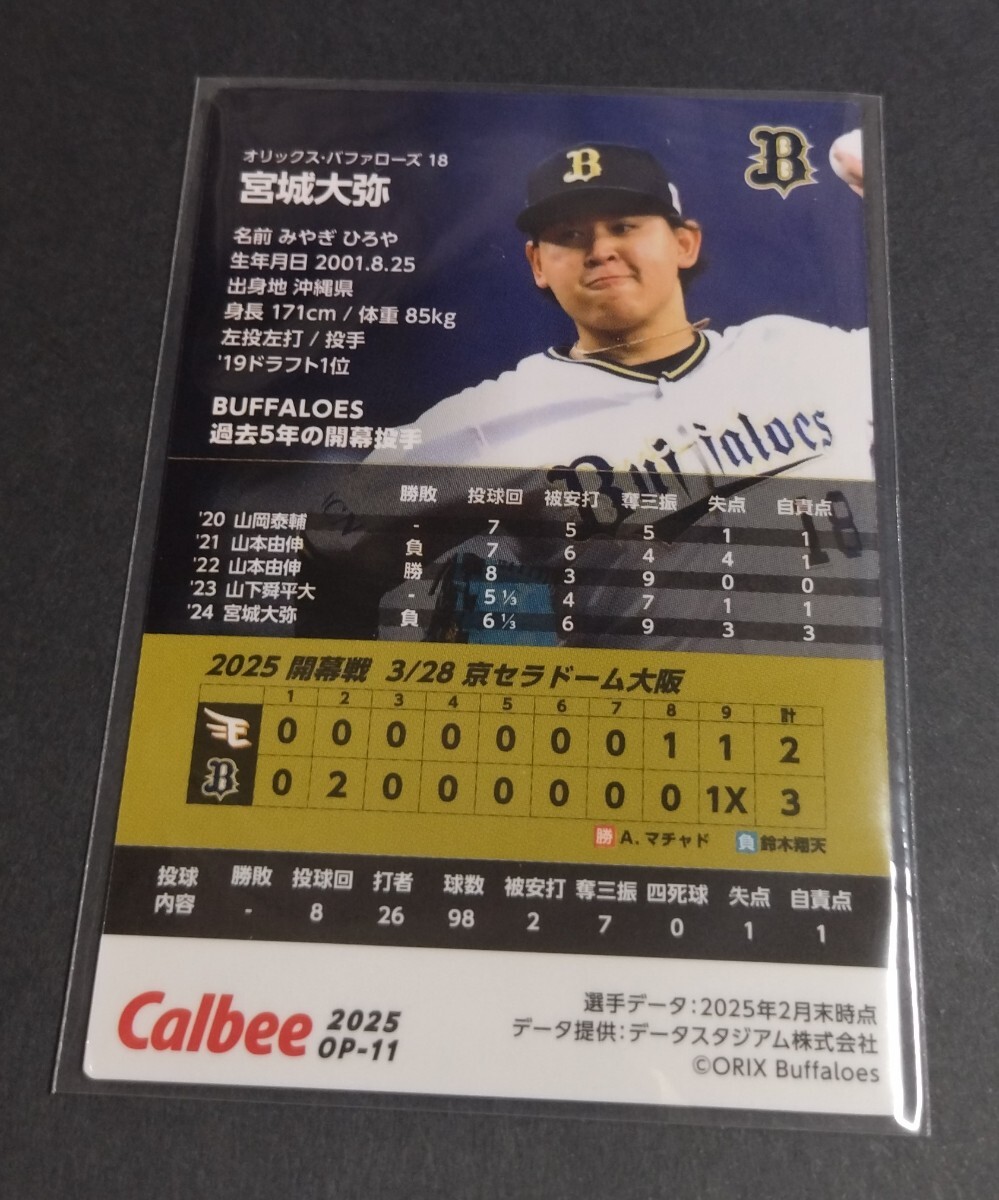 オリックス・バファローズ 18
宮城大弥
名前 みやぎ ひろや
生年月日 2001.8.25
出身地 沖縄県
身長 171cm / 体重 85kg
左投左打 / 投手
'19ドラフト1位
BUFFALOES
過去5年の開幕投手
勝敗 投球回 被安打 奪三振 失点 自責点
'20 山岡泰輔 - 7 5 5 1 1
'21 山本由伸 負 7 6 4 4 1
'22 山本由伸 勝 8 3 9 0 0
'23 山下舜平大 - 5 1/3 4 7 1 1
'24 宮城大弥 負 6 1/3 6 9 3 3
Buffaloes
18
B
B
2025 開幕戦 3/28 京セラドーム大阪
1 2 3 4 5 6 7 8 9 計
E 0 0 0 0 0 0 0 1 1 2
B 0 2 0 0 0 0 0 0 1X 3
勝 A. マチャド 負 鈴木翔天
投球内容 勝敗 投球回 打者 球数 被安打 奪三振 四死球 失点 自責点
- 8 26 98 2 7 0 1 1
Calbee 2025
OP-11
選手データ:2025年2月末時点
データ提供:データスタジアム株式会社
©ORIX Buffaloes